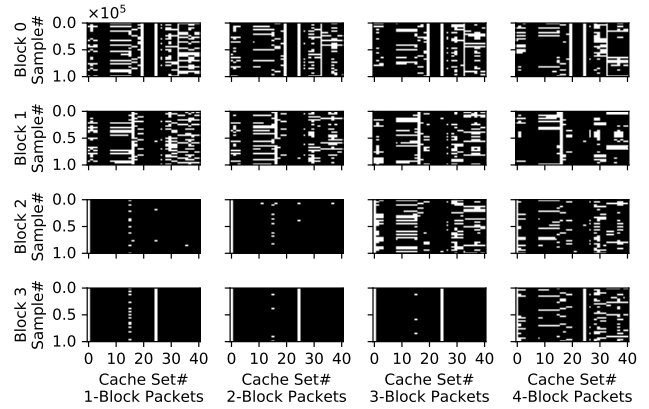 ×10⁵
Block 0
Sample#
0.0
0.5
1.0
Block 1
Sample#
0.0
0.5
1.0
Block 2
Sample#
0.0
0.5
1.0
Block 3
Sample#
0.0
0.5
1.0
0 10 20 30 40 0 10 20 30 40 0 10 20 30 40 0 10 20 30 40
Cache Set# Cache Set# Cache Set# Cache Set#
1-Block Packets 2-Block Packets 3-Block Packets 4-Block Packets